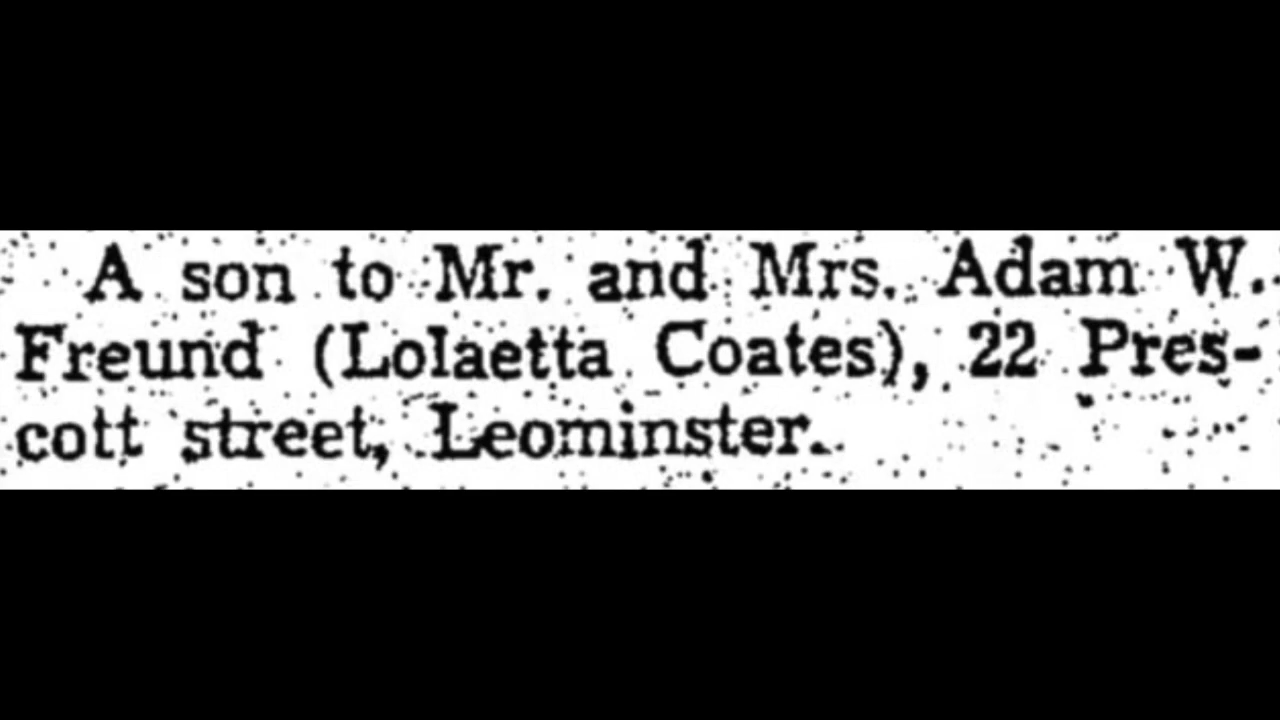 A son to Mr. and Mrs. Adam W.
Freund (Lolaetta Coates), 22 Pres-
cott street, Leominster.